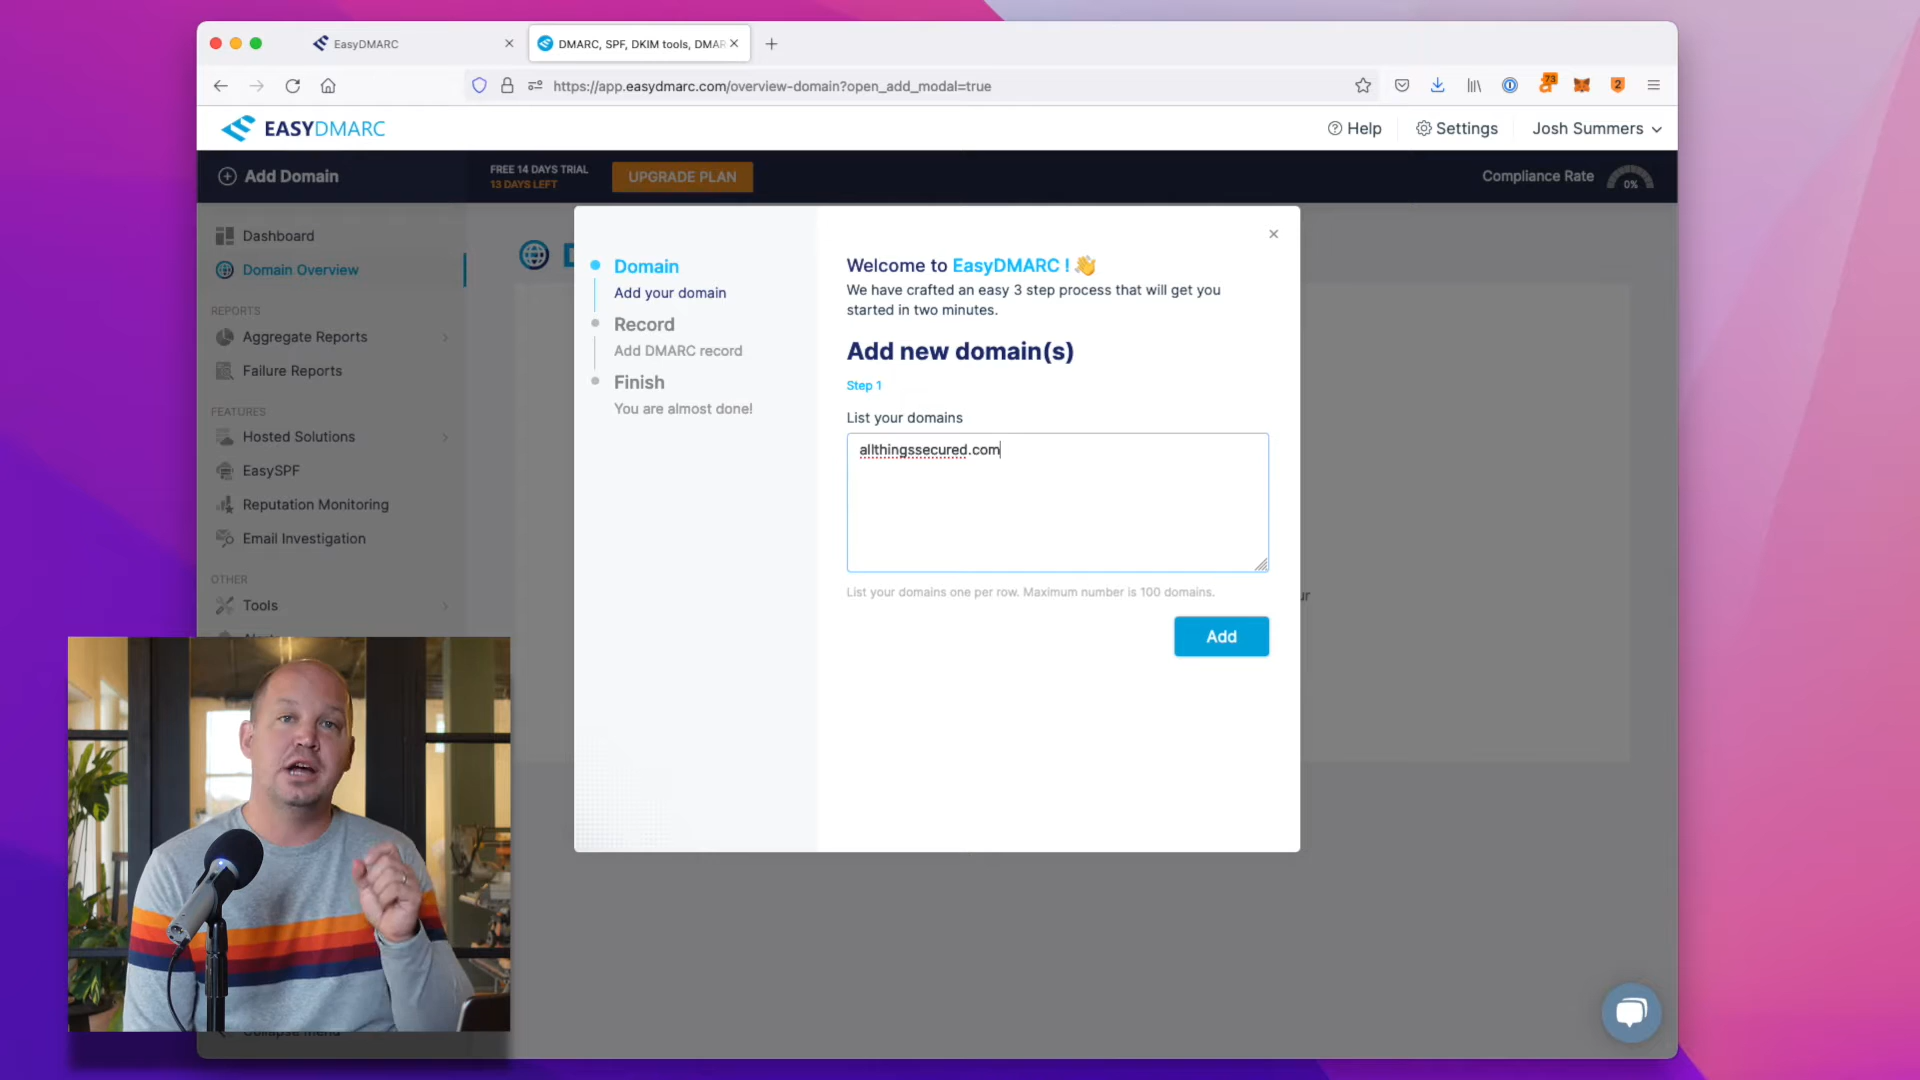 EasyDMARC
DMARC, SPF, DKIM tools, DMAR
https://app.easydmarc.com/overview-domain?open_add_modal=true
73
2
EASYDMARC
Help
Settings
Josh Summers
Add Domain
FREE 14 DAYS TRIAL
13 DAYS LEFT
UPGRADE PLAN
Compliance Rate
0%
Dashboard
Domain Overview
REPORTS
Aggregate Reports
Failure Reports
FEATURES
Hosted Solutions
EasySPF
Reputation Monitoring
Email Investigation
OTHER
Tools
Domain
Add your domain
Record
Add DMARC record
Finish
You are almost done!
Welcome to EasyDMARC ! 👋
We have crafted an easy 3 step process that will get you
started in two minutes.
Add new domain(s)
Step 1
List your domains
allthingssecured.com
List your domains one per row. Maximum number is 100 domains.
Add